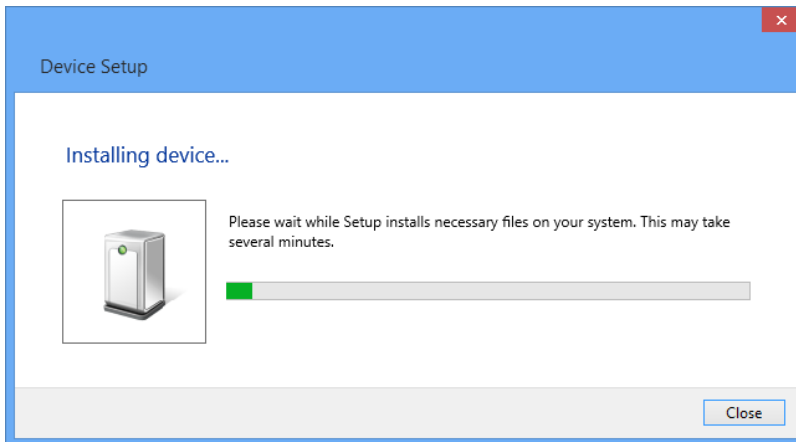 Device Setup
Installing device...
Please wait while Setup installs necessary files on your system. This may take
several minutes.
Close